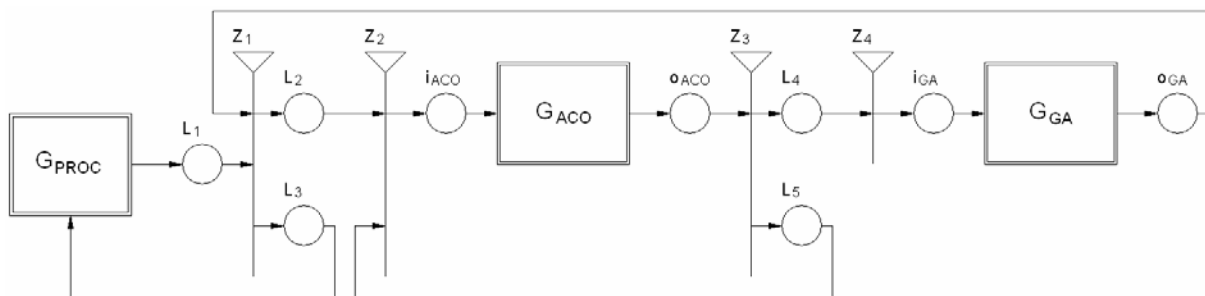 Z1
Z2
Z3
Z4
L2
iACO
oACO
L4
iGA
oGA
GACO
GGA
L1
GPROC
L3
L5